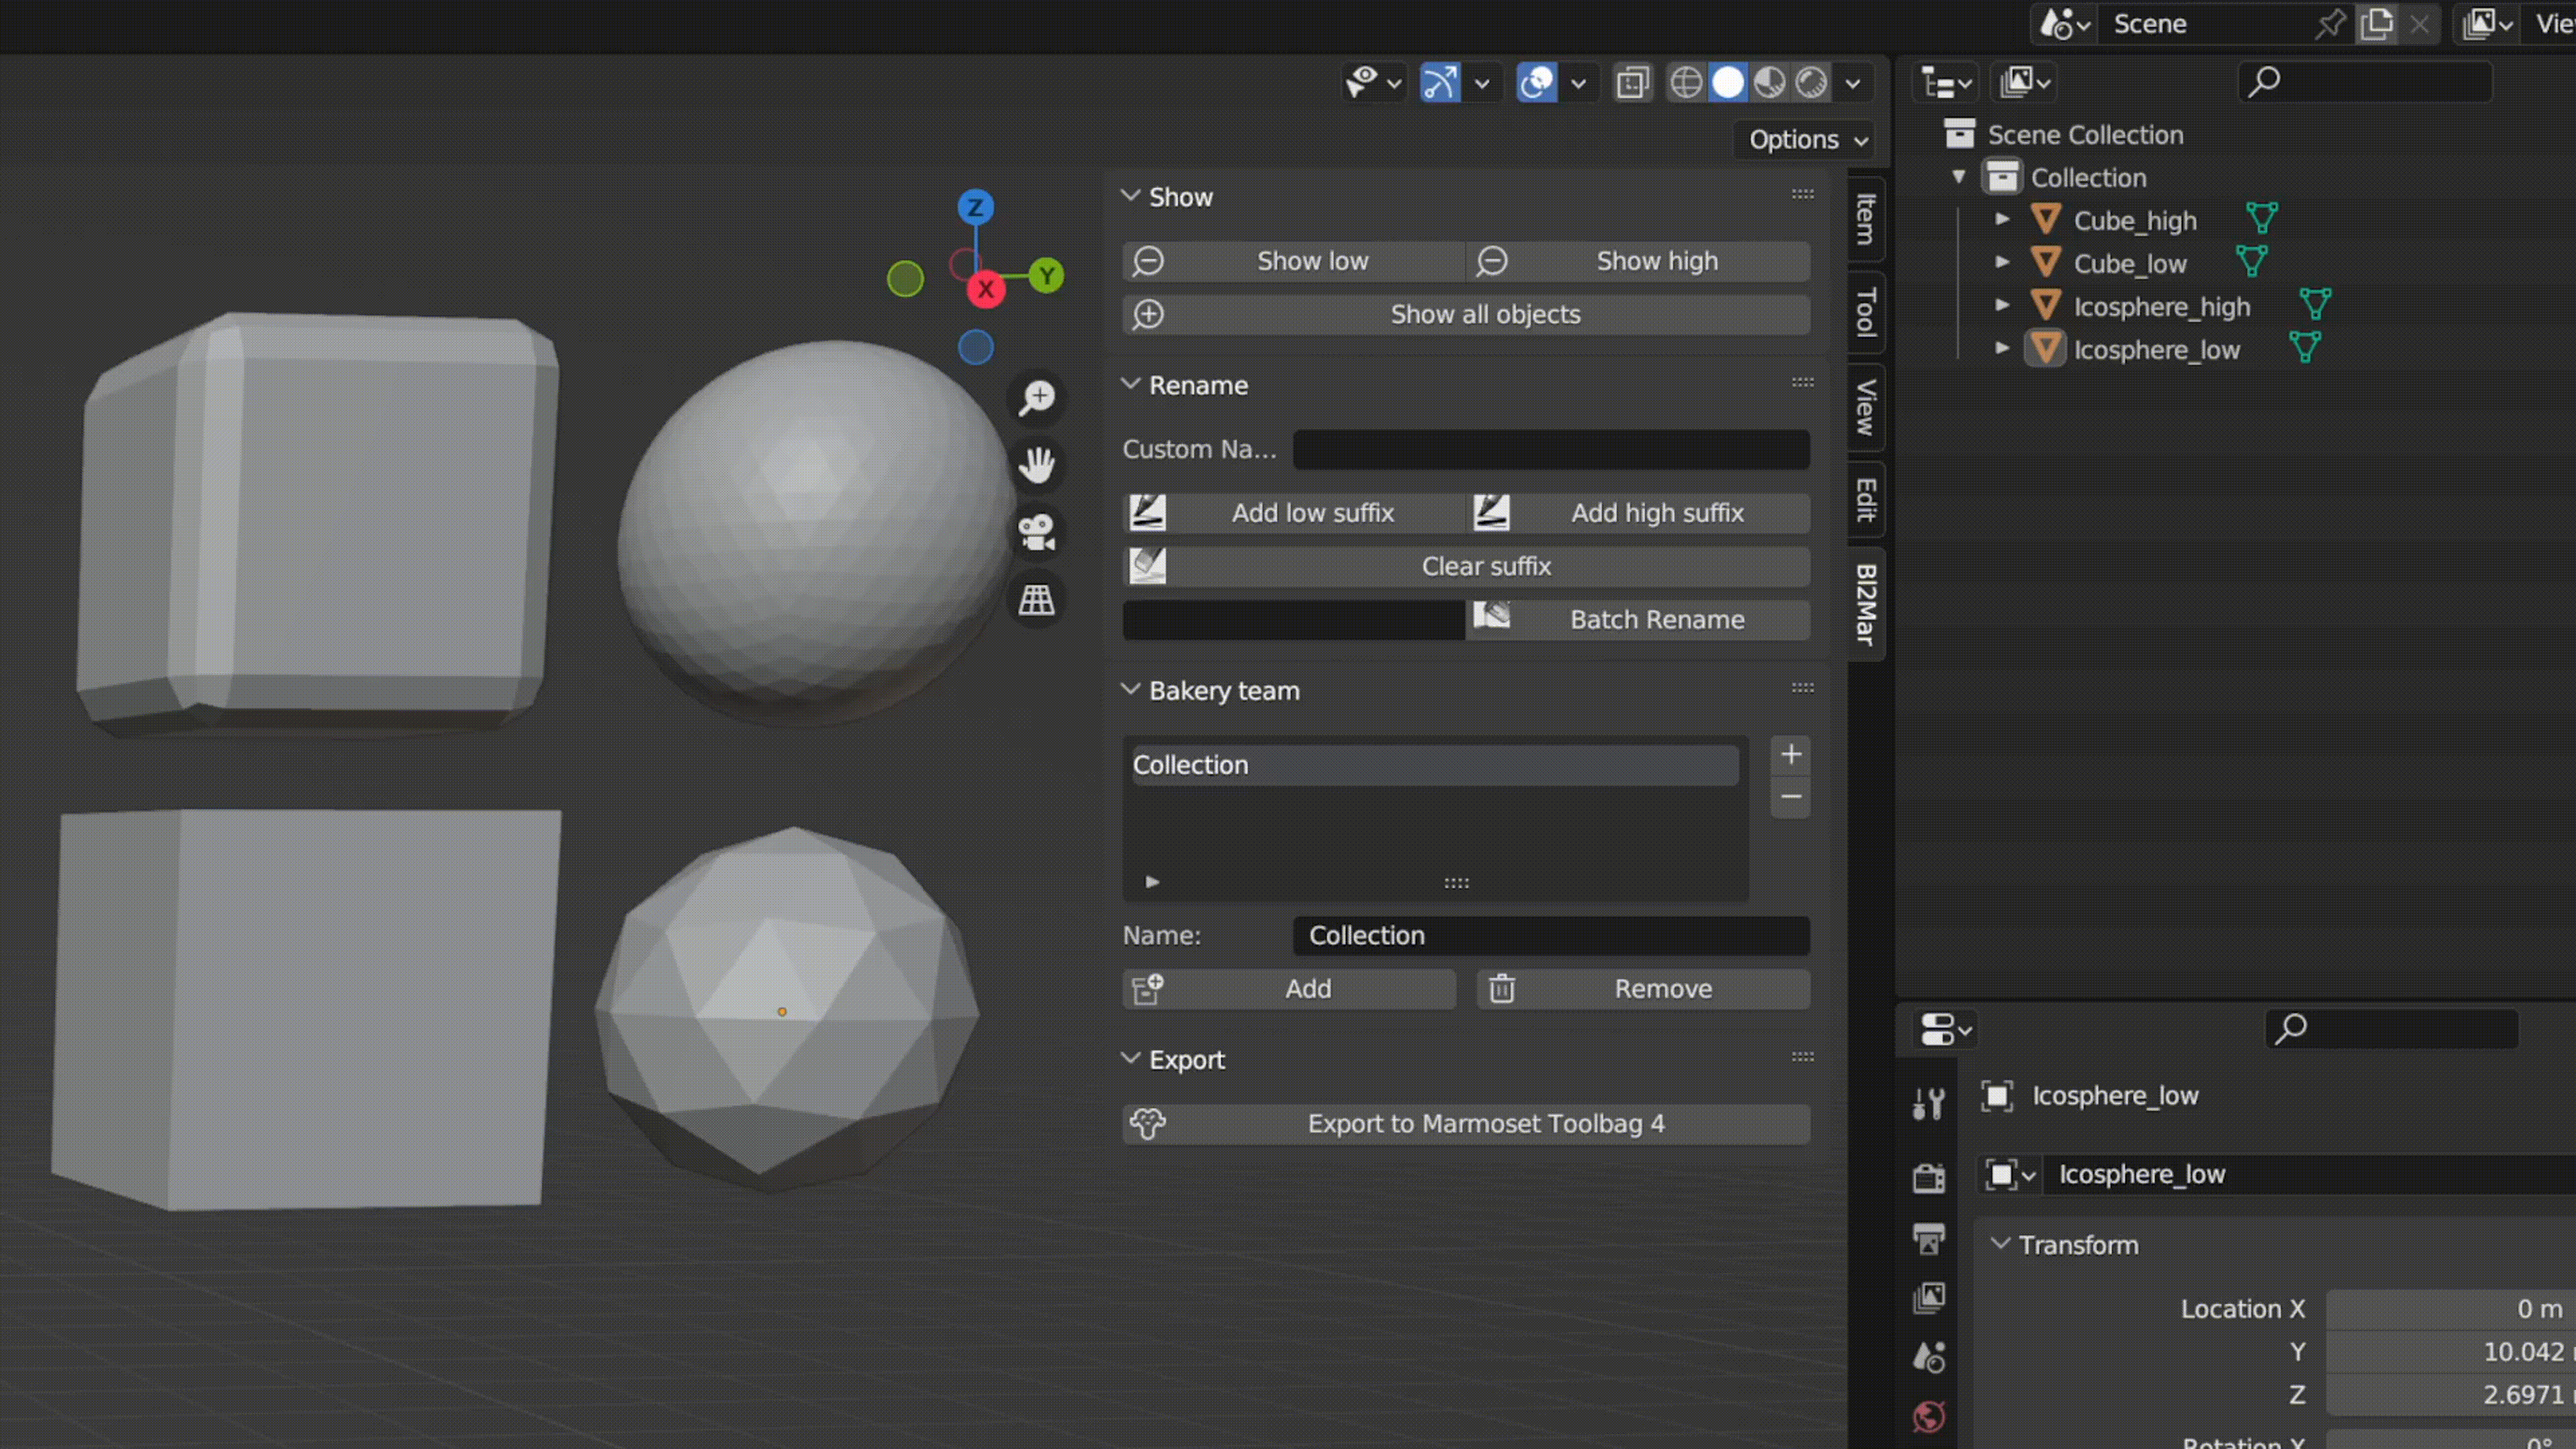 Scene
Vie
Options
Z
Y
X
Show
Show low
Show high
Show all objects
Rename
Custom Na...
Add low suffix
Add high suffix
Clear suffix
Batch Rename
Bakery team
Collection
Name:
Collection
Add
Remove
Export
Export to Marmoset Toolbag 4
Item
Tool
View
Edit
Bl2Mar
Scene Collection
Collection
Cube_high
Cube_low
Icosphere_high
Icosphere_low
Icosphere_low
Icosphere_low
Transform
Location X
0 m
Y
10.042
Z
2.6971
Rotation X
0°